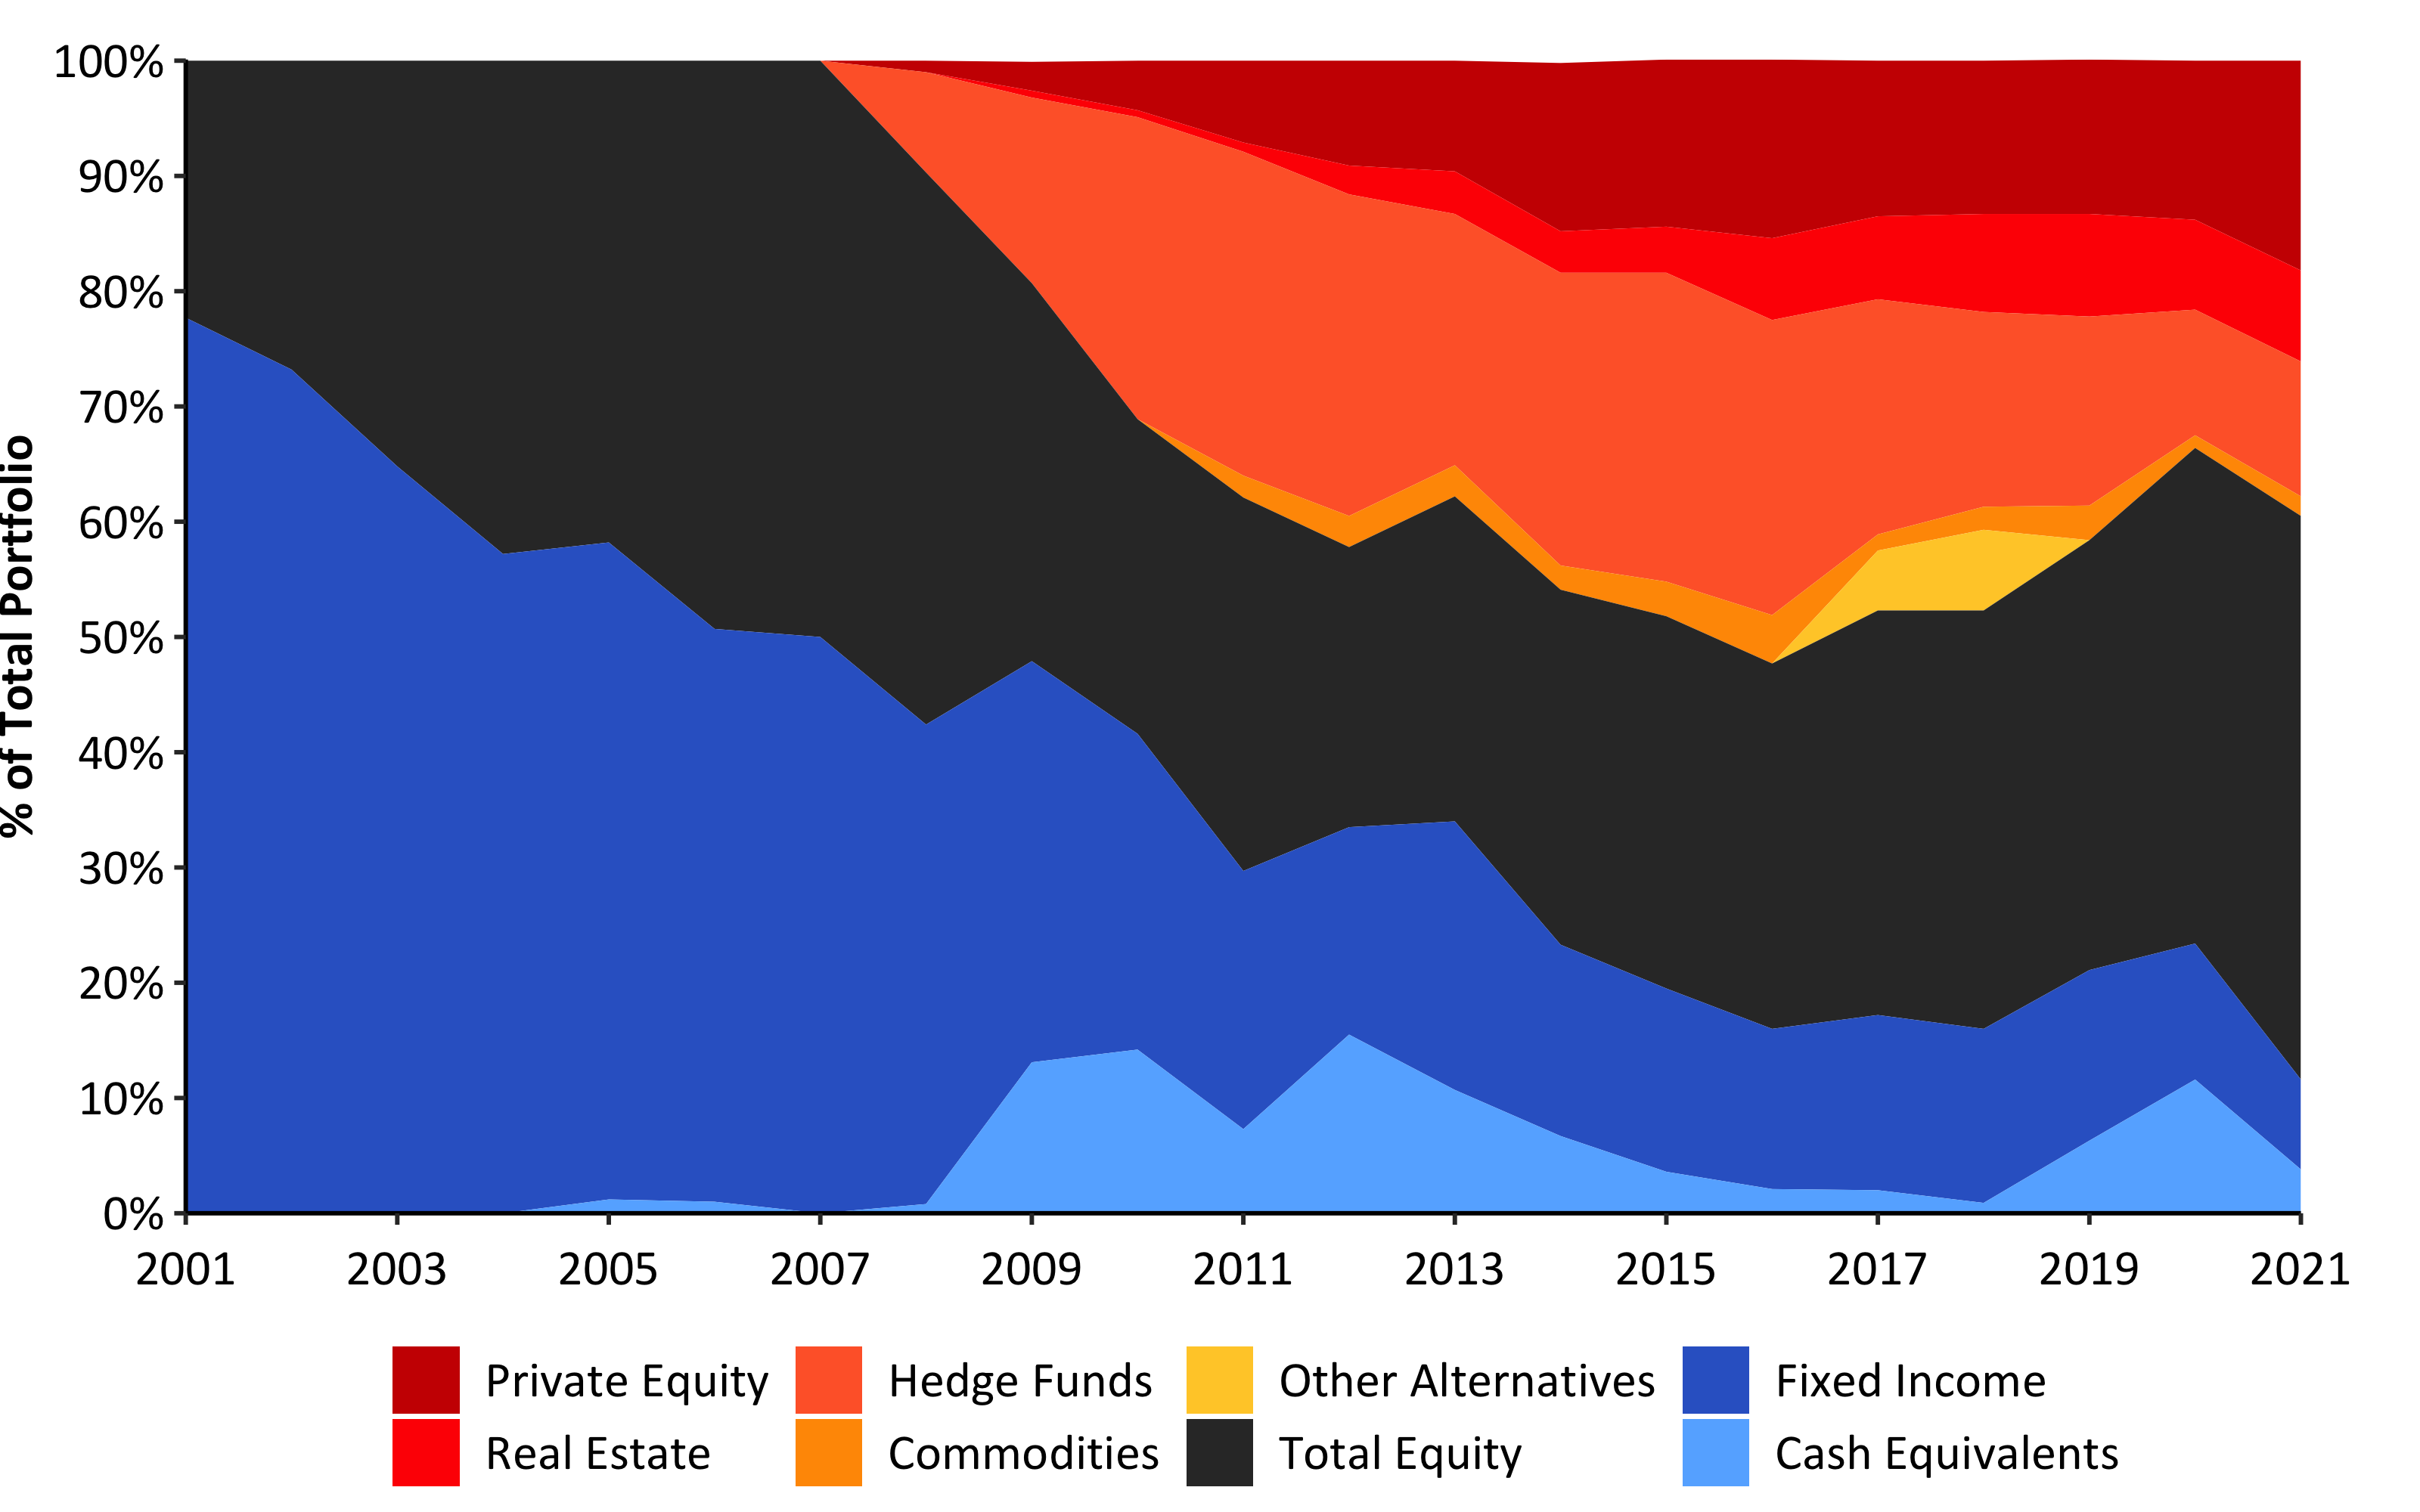 100%
90%
80%
70%
60%
50%
40%
30%
20%
10%
0%
% of Total Portfolio
2001 2003 2005 2007 2009 2011 2013 2015 2017 2019 2021
Private Equity Hedge Funds Other Alternatives Fixed Income
Real Estate Commodities Total Equity Cash Equivalents